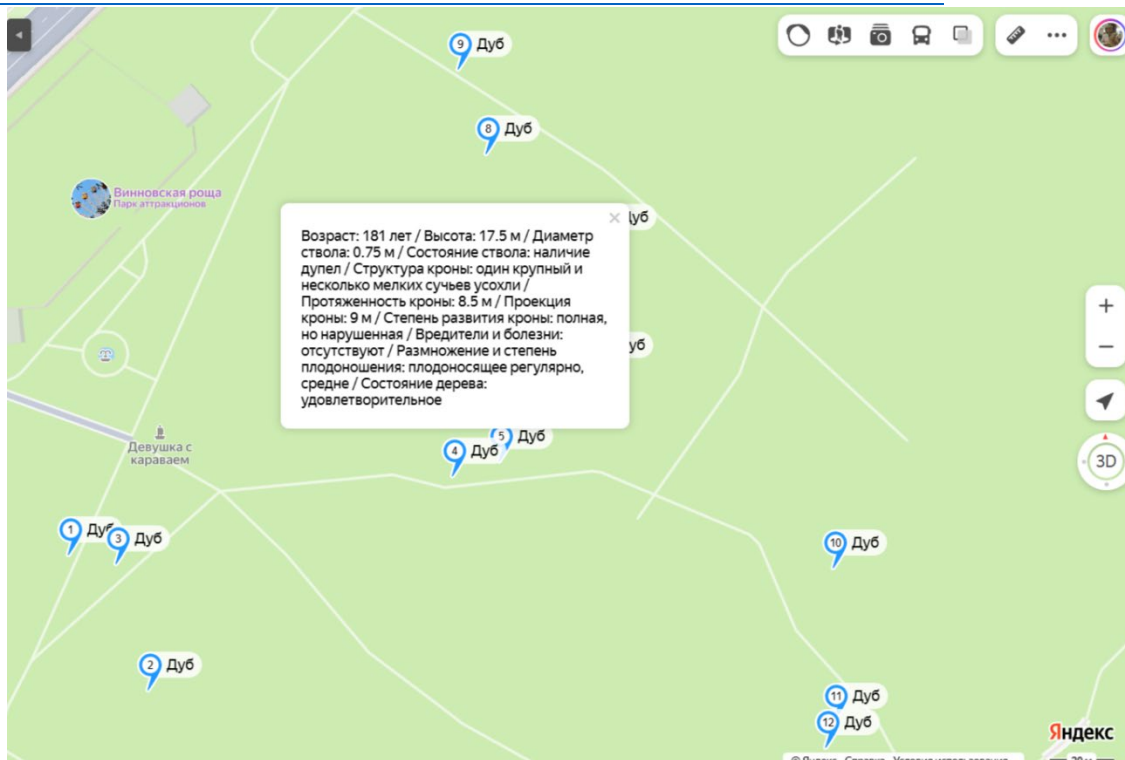 9 Дуб
8 Дуб
Винновская роща
Парк аттракционов
Возраст: 181 лет / Высота: 17.5 м / Диаметр
ствола: 0.75 м / Состояние ствола: наличие
дупел / Структура кроны: один крупный и
несколько мелких сучьев усохли /
Протяженность кроны: 8.5 м / Проекция
кроны: 9 м / Степень развития кроны: полная,
но нарушенная / Вредители и болезни:
отсутствуют / Размножение и степень
плодоношения: плодоносящее регулярно,
средне / Состояние дерева:
удовлетворительное
уб
уб
5 Дуб
4 Дуб
Девушка с
караваем
3D
1 Ду
3 Дуб
10 Дуб
2 Дуб
11 Дуб
12 Дуб
Яндекс